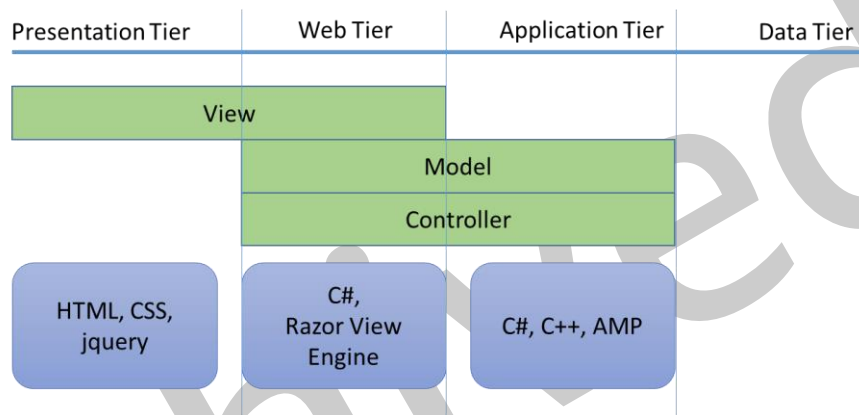 Presentation Tier
Web Tier
Application Tier
Data Tier
View
Model
Controller
HTML, CSS,
jquery
C#,
Razor View
Engine
C#, C++, AMP